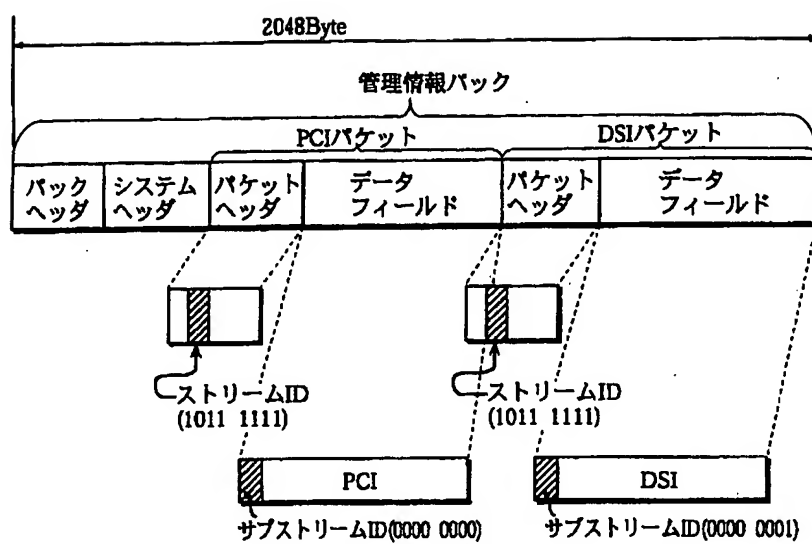 2048Byte
管理情報パック
PCIパケット DSIパケット
パック
ヘッダ
システム
ヘッダ
パケット
ヘッダ
データ
フィールド
パケット
ヘッダ
データ
フィールド
ストリームID
(1011 1111)
ストリームID
(1011 1111)
PCI
DSI
サブストリームID(0000 0000)
サブストリームID(0000 0001)